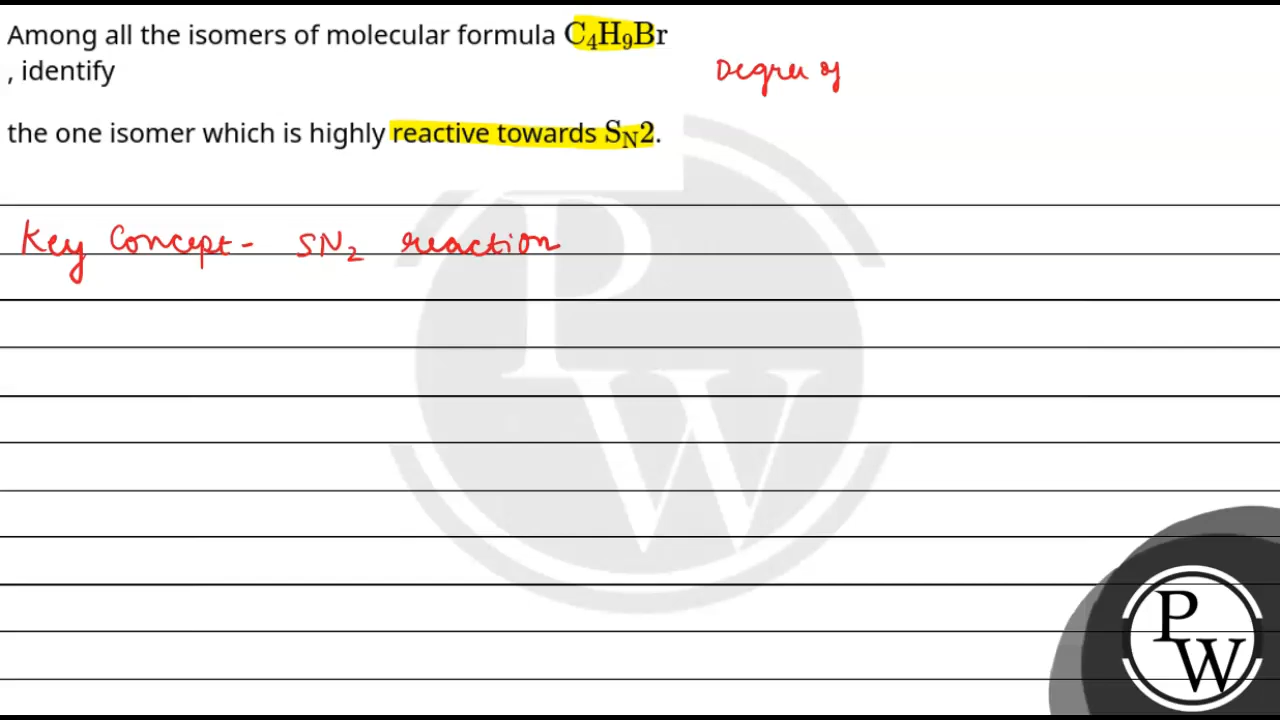 Among all the isomers of molecular formula C₄H₉Br
, identify
Degree of
the one isomer which is highly reactive towards Sɴ2.
Key Concept - SN₂ reaction
P
W
P
W